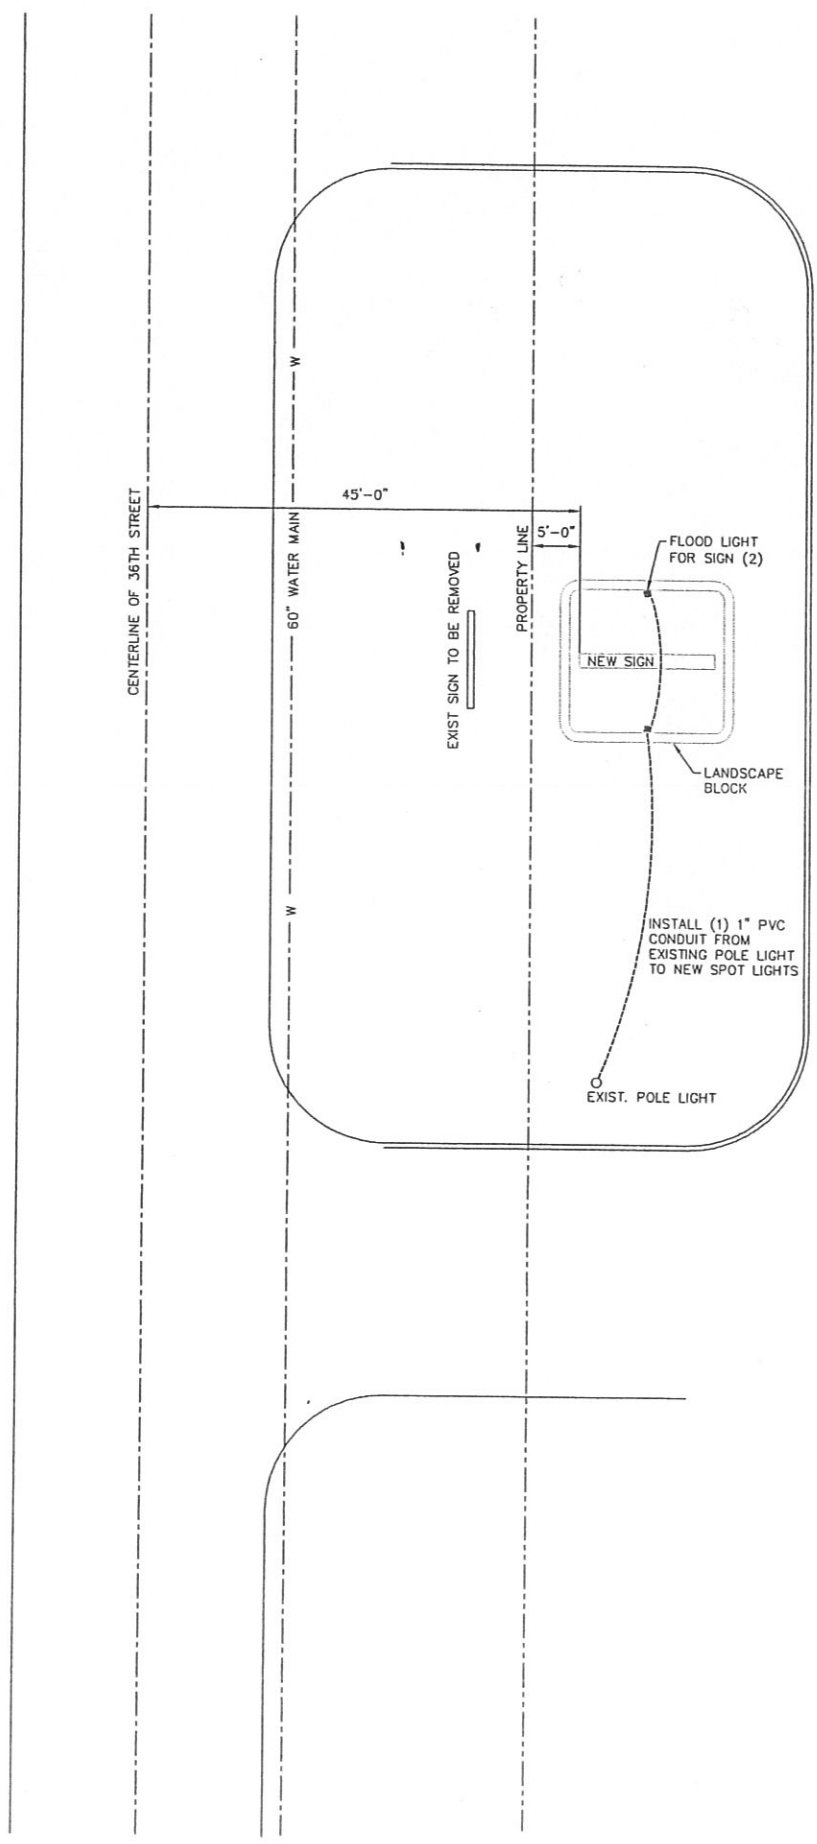 W
45'-0"
CENTERLINE OF 36TH STREET
60" WATER MAIN
EXIST SIGN TO BE REMOVED
PROPERTY LINE
5'-0"
FLOOD LIGHT
FOR SIGN (2)
NEW SIGN
LANDSCAPE
BLOCK
W
INSTALL (1) 1" PVC
CONDUIT FROM
EXISTING POLE LIGHT
TO NEW SPOT LIGHTS
EXIST. POLE LIGHT